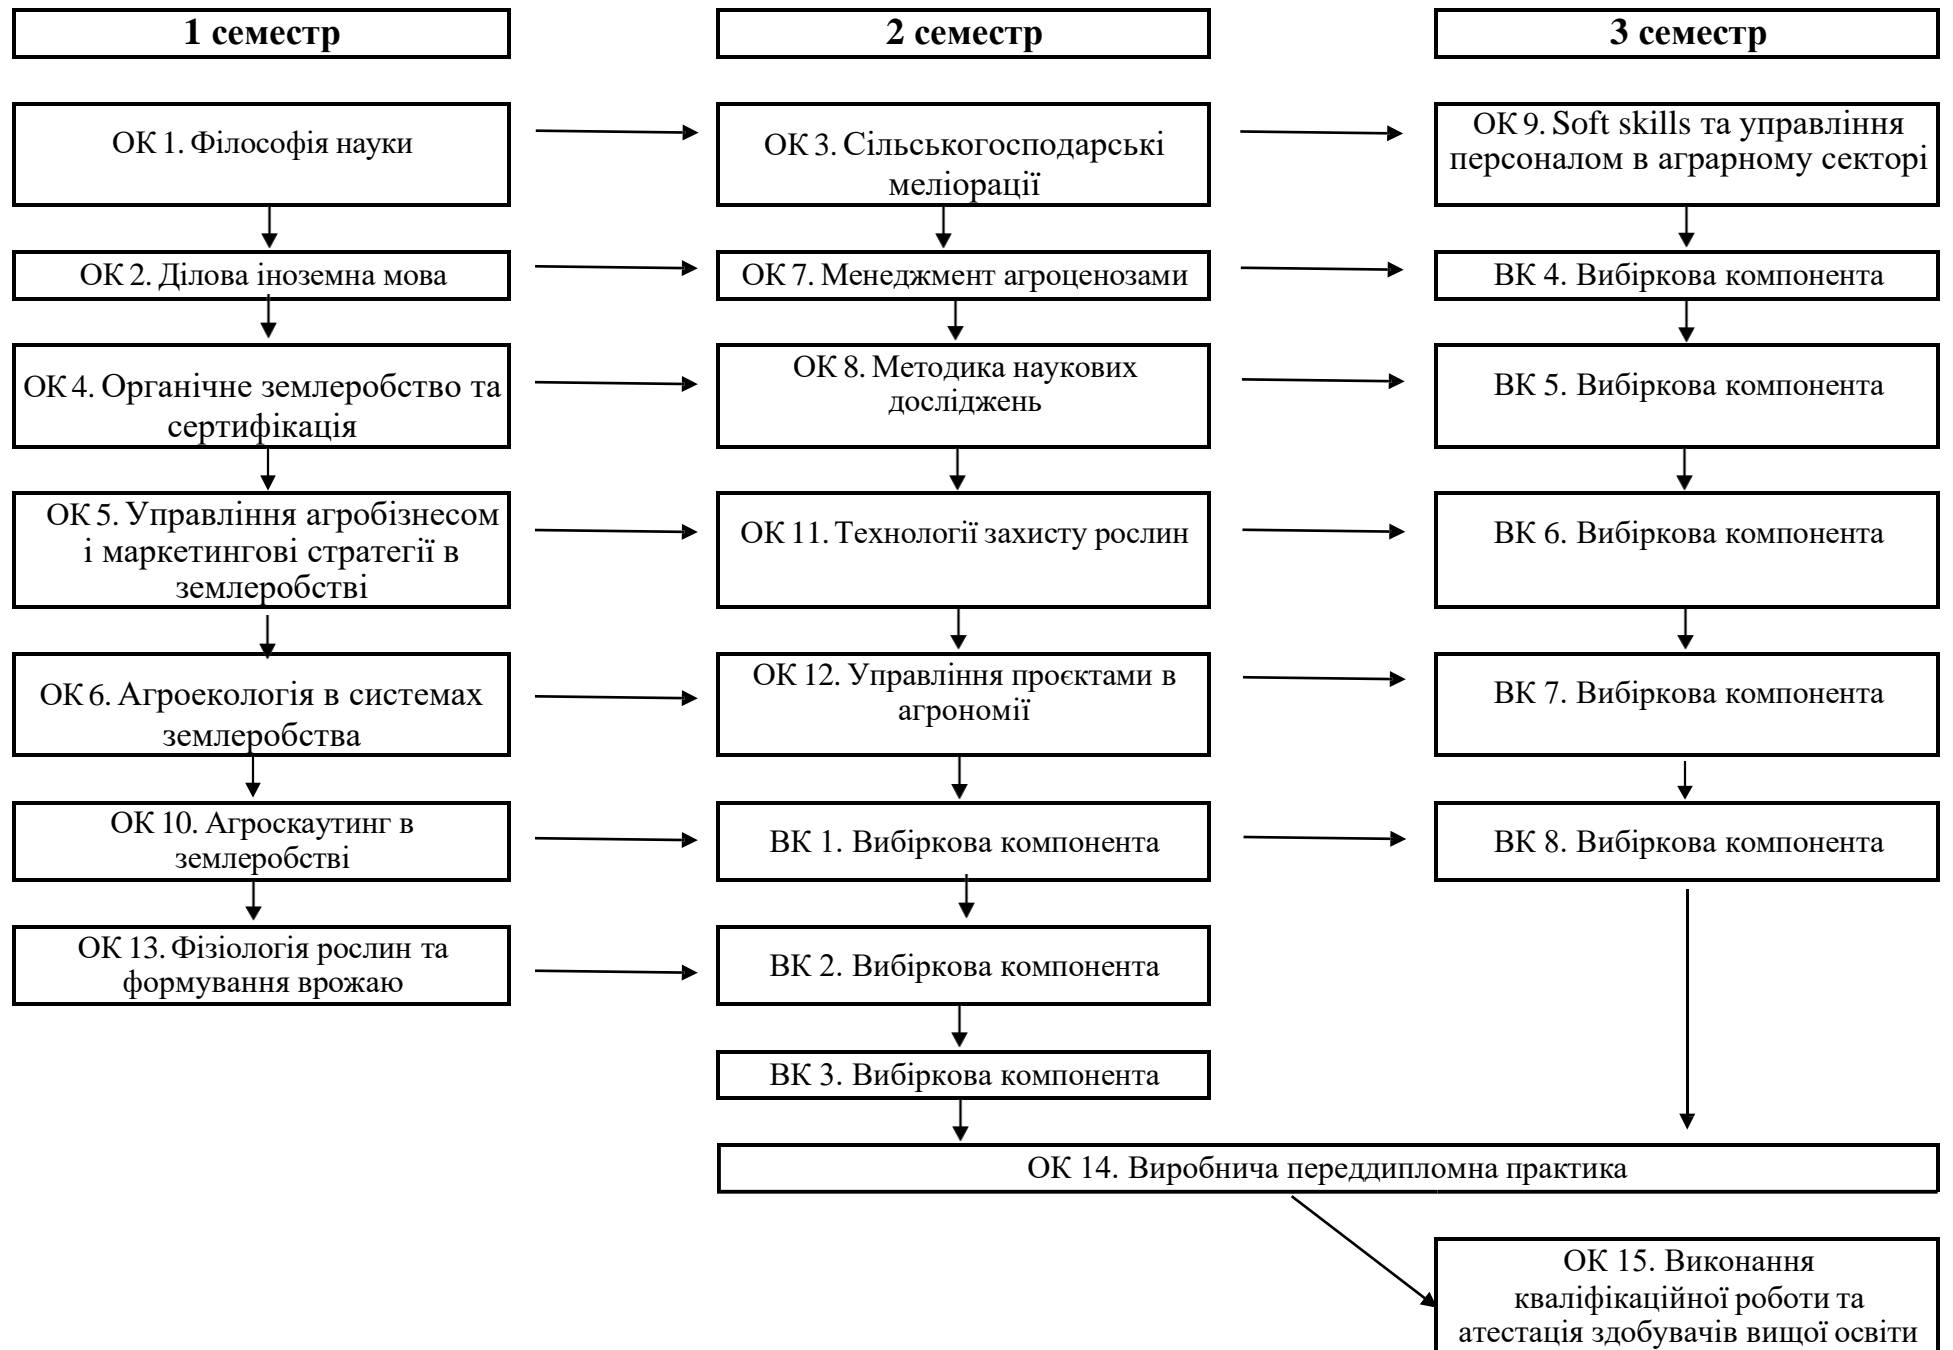 1 семестр
2 семестр
3 семестр
ОК 1. Філософія науки
ОК 3. Сільськогосподарські
меліорації
ОК 9. Soft skills та управління
персоналом в аграрному секторі
ОК 2. Ділова іноземна мова
ОК 7. Менеджмент агроценозами
ВК 4. Вибіркова компонента
ОК 4. Органічне землеробство та
сертифікація
ОК 8. Методика наукових
досліджень
ВК 5. Вибіркова компонента
ОК 5. Управління агробізнесом
і маркетингові стратегії в
землеробстві
ОК 11. Технології захисту рослин
ВК 6. Вибіркова компонента
ОК 6. Агроекологія в системах
землеробства
ОК 12. Управління проєктами в
агрономії
ВК 7. Вибіркова компонента
ОК 10. Агроскаутинг в
землеробстві
ВК 1. Вибіркова компонента
ВК 8. Вибіркова компонента
ОК 13. Фізіологія рослин та
формування врожаю
ВК 2. Вибіркова компонента
ВК 3. Вибіркова компонента
ОК 14. Виробнича переддипломна практика
ОК 15. Виконання
кваліфікаційної роботи та
атестація здобувачів вищої освіти